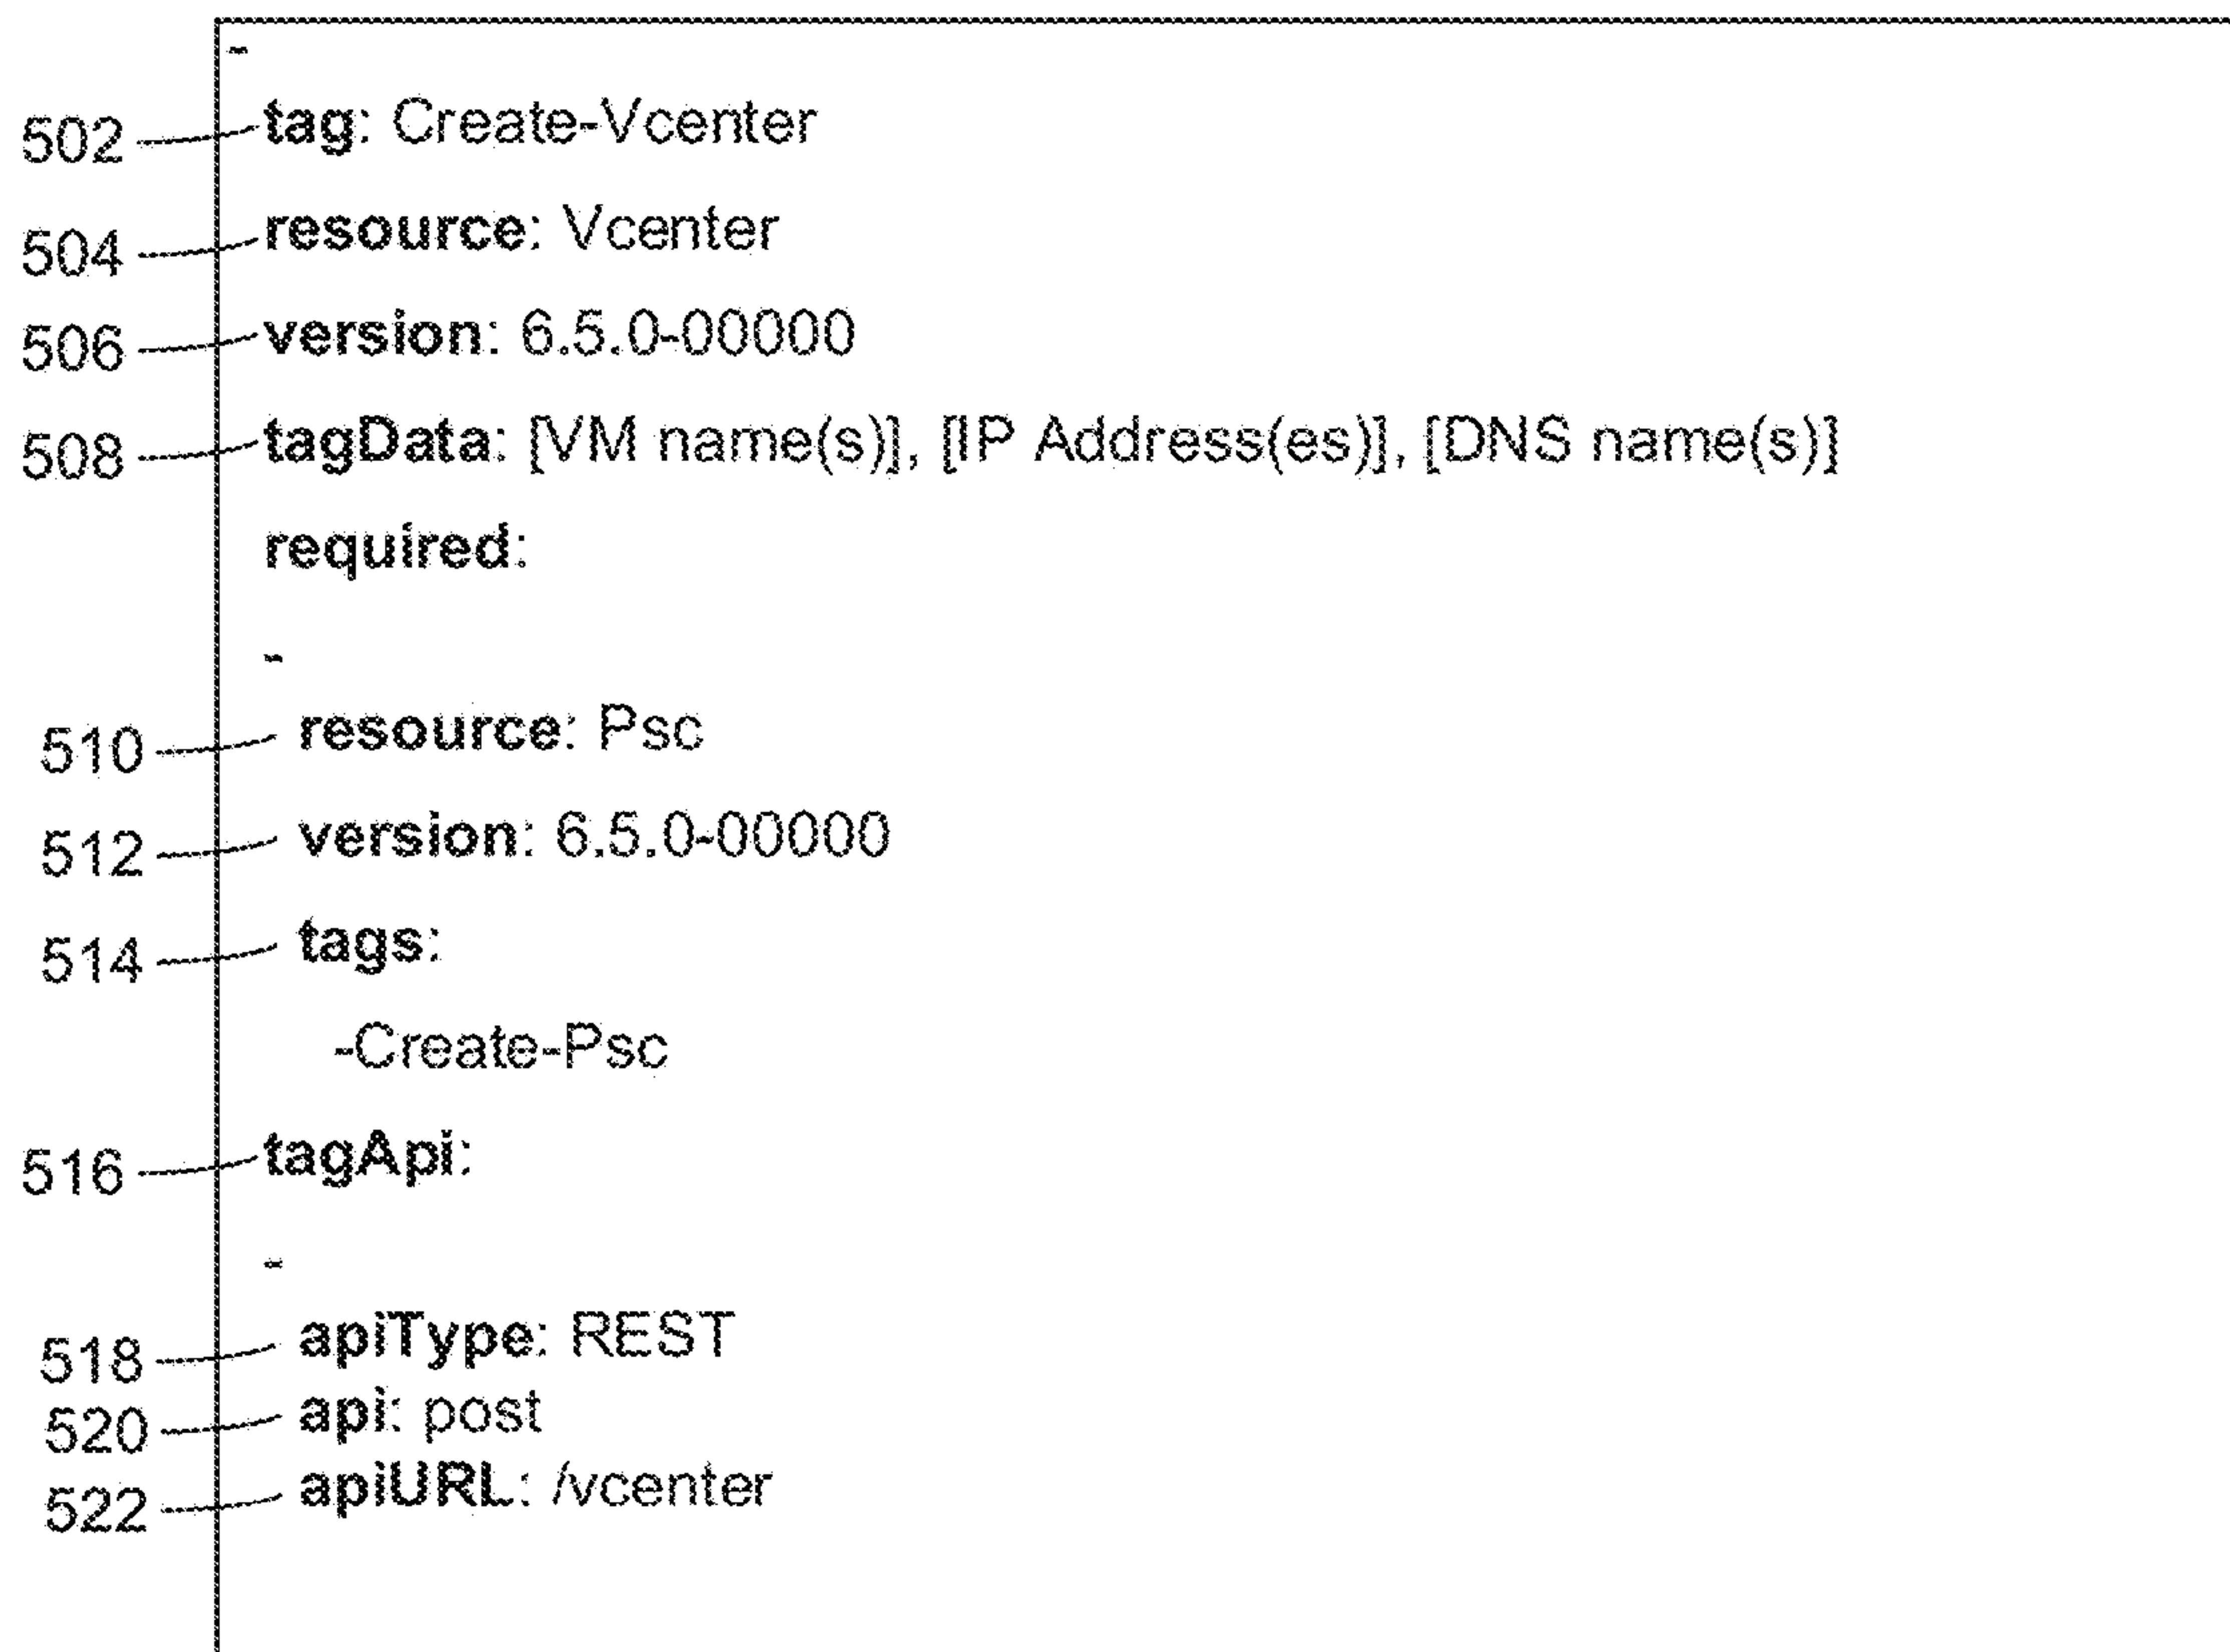 -
502 tag: Create-Vcenter
504 resource: Vcenter
506 version: 6.5.0-00000
508 tagData: [VM name(s)], [IP Address(es)], [DNS name(s)]
required:
-
510 resource: Psc
512 version: 6.5.0-00000
514 tags:
-Create-Psc
516 tagApi:
-
518 apiType: REST
520 api: post
522 apiURL: /vcenter